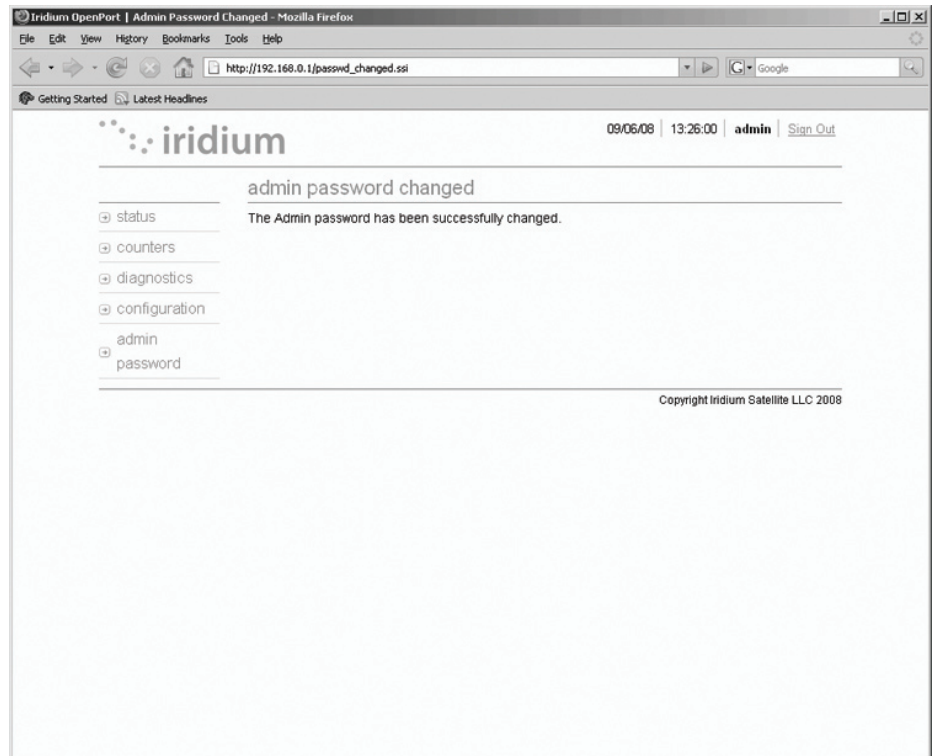 Iridium OpenPort | Admin Password Changed - Mozilla Firefox
File Edit View History Bookmarks Tools Help
http://192.168.0.1/passwd_changed.ssi
G Google
Getting Started Latest Headlines
iridium
09/06/08 | 13:26:00 | admin | Sign Out
admin password changed
status
The Admin password has been successfully changed.
counters
diagnostics
configuration
admin
password
Copyright Iridium Satellite LLC 2008